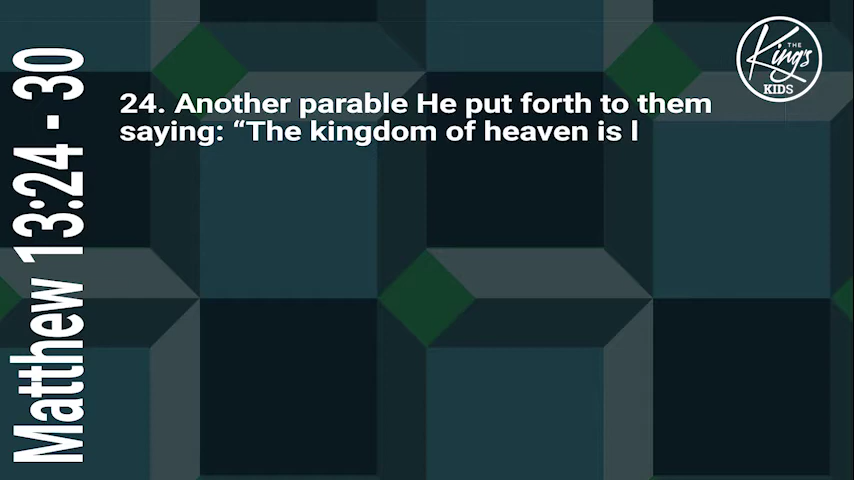 Matthew 13:24 - 30
24. Another parable He put forth to them
saying: “The kingdom of heaven is l
THE
King's
KIDS